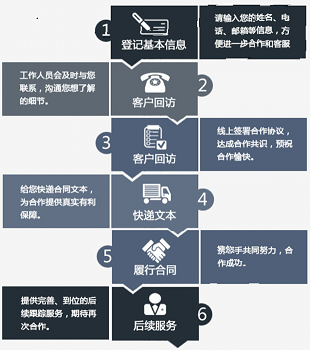 1
登记基本信息
请输入您的姓名、电
话、邮箱等信息,方
便进一步合作和客服
工作人员会及时与您
联系,沟通您想了解
的细节。
客户回访
2
3
客户回访
线上签署合作协议,
达成合作共识,预祝
合作愉快。
给您快递合同文本,
为合作提供真实有利
保障。
快递文本
4
5
履行合同
携您手共同努力,合
作成功。
提供完善、到位的后
续跟踪服务,期待再
次合作。
后续服务
6